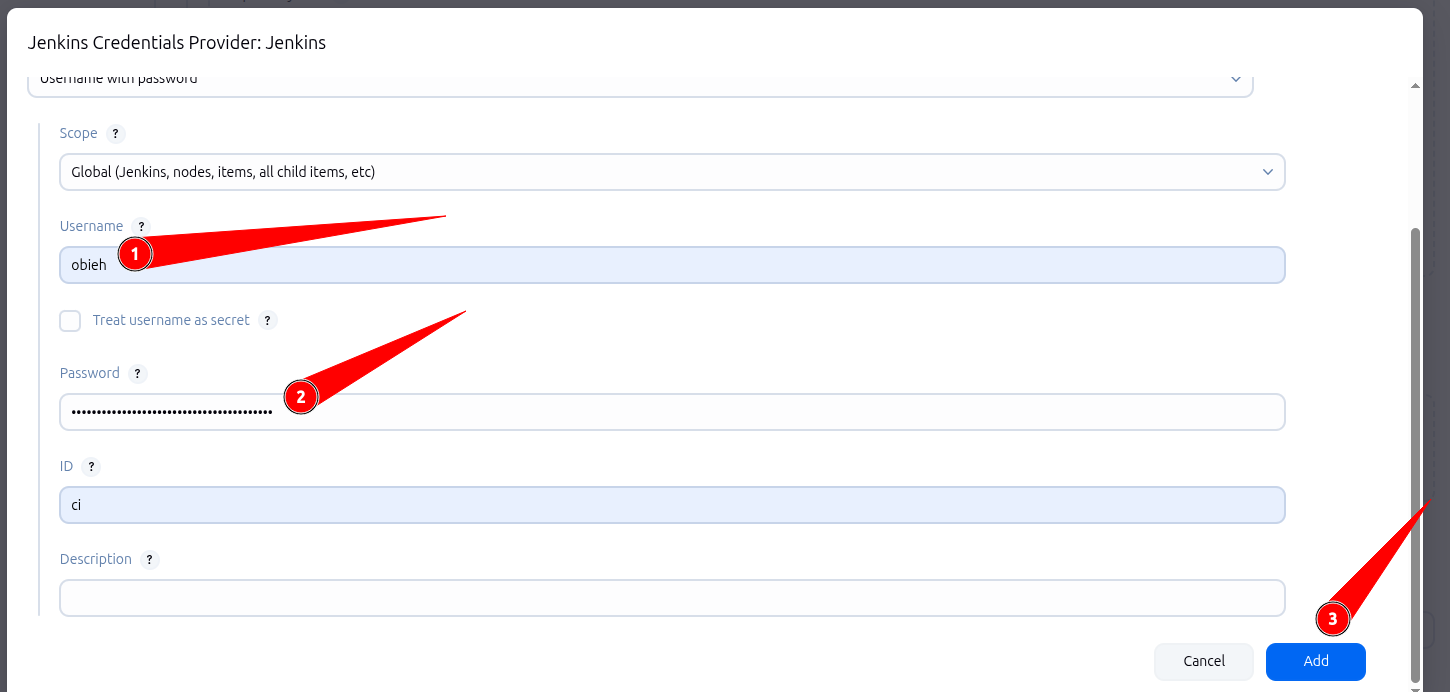 Jenkins Credentials Provider: Jenkins
Username with password
Scope ?
Global (Jenkins, nodes, items, all child items, etc)
Username ?
1
obieh
Treat username as secret ?
Password ?
2
••••••••••••••••••••••••••••••••••••••••
ID ?
ci
Description ?
3
Cancel Add